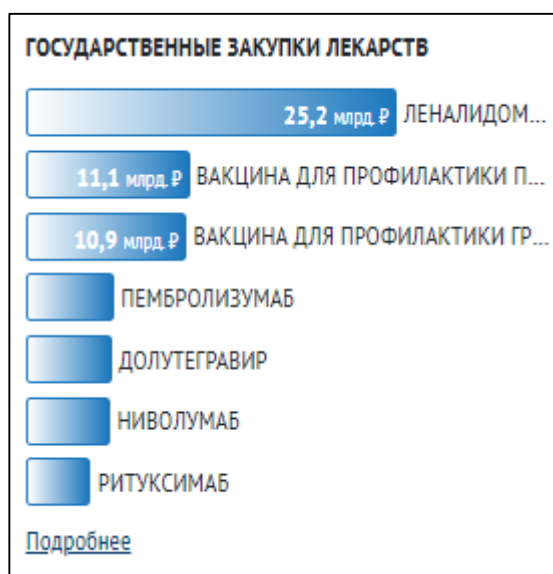 ГОСУДАРСТВЕННЫЕ ЗАКУПКИ ЛЕКАРСТВ
25,2 млрд. ₽ ЛЕНАЛИДОМ...
11,1 млрд. ₽ ВАКЦИНА ДЛЯ ПРОФИЛАКТИКИ П...
10,9 млрд. ₽ ВАКЦИНА ДЛЯ ПРОФИЛАКТИКИ ГР...
ПЕМБРОЛИЗУМАБ
ДОЛУТЕГРАВИР
НИВОЛУМАБ
РИТУКСИМАБ
Подробнее